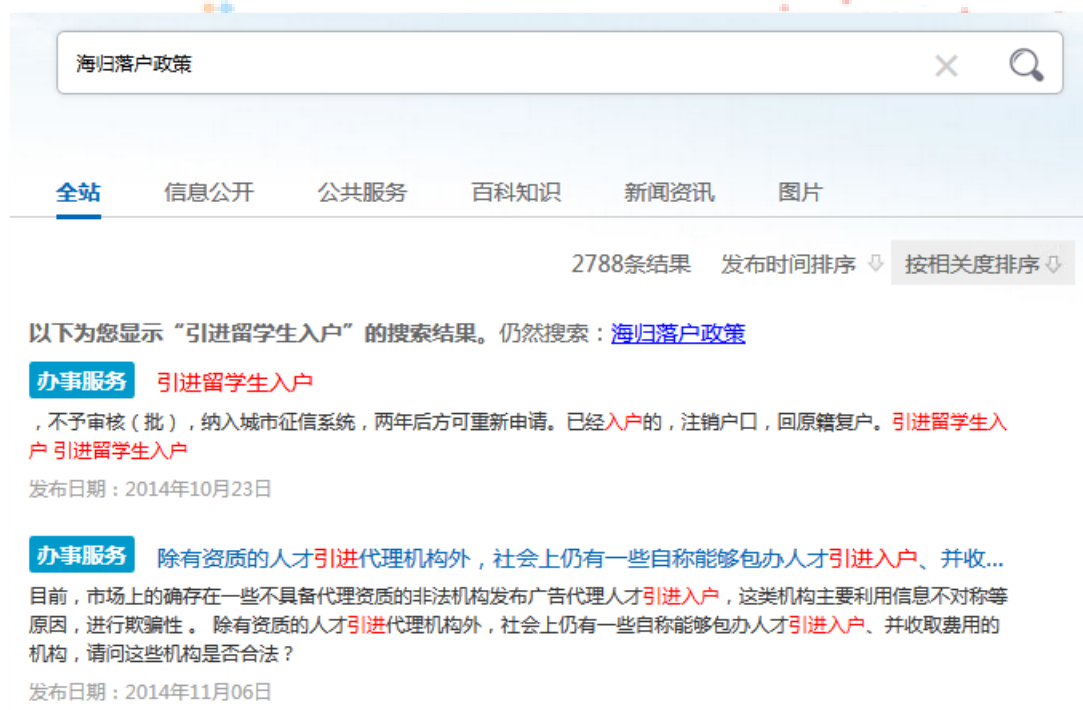 海归落户政策
全站 信息公开 公共服务 百科知识 新闻资讯 图片
2788条结果 发布时间排序 按相关度排序
以下为您显示“引进留学生入户”的搜索结果。仍然搜索：海归落户政策
办事服务 引进留学生入户
，不予审核（批），纳入城市征信系统，两年后方可重新申请。已经入户的，注销户口，回原籍复户。引进留学生入
户 引进留学生入户
发布日期：2014年10月23日
办事服务 除有资质的人才引进代理机构外，社会上仍有一些自称能够包办人才引进入户、并收...
目前，市场上的确存在一些不具备代理资质的非法机构发布广告代理人才引进入户，这类机构主要利用信息不对称等
原因，进行欺骗性 。 除有资质的人才引进代理机构外，社会上仍有一些自称能够包办人才引进入户、并收取费用的
机构，请问这些机构是否合法？
发布日期：2014年11月06日